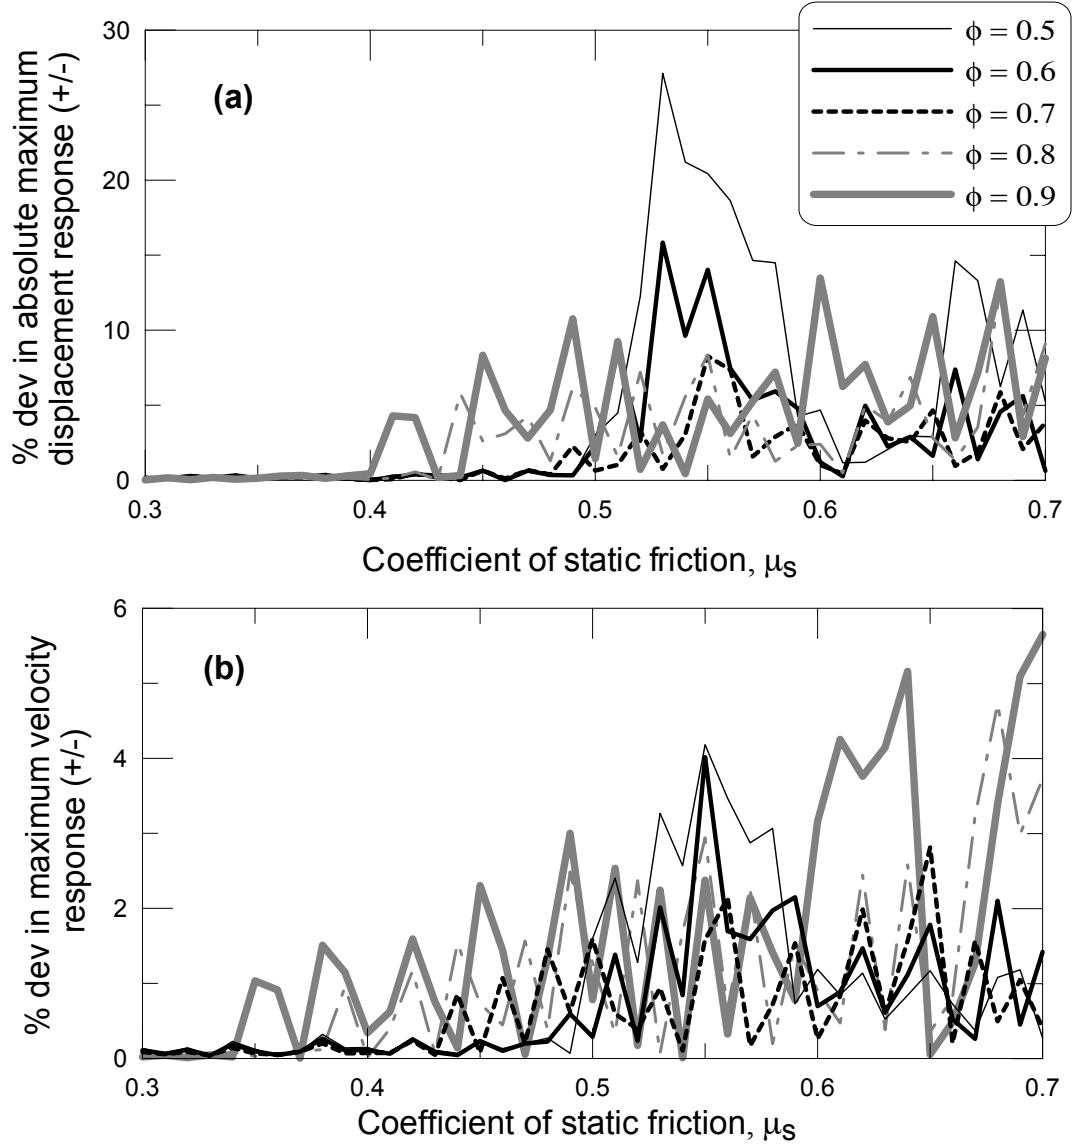 % dev in absolute maximum
displacement response (+/-)
30
20
10
0
(a)
ϕ = 0.5
ϕ = 0.6
ϕ = 0.7
ϕ = 0.8
ϕ = 0.9
0.3 0.4 0.5 0.6 0.7
Coefficient of static friction, μs
% dev in maximum velocity
response (+/-)
6
4
2
0
(b)
0.3 0.4 0.5 0.6 0.7
Coefficient of static friction, μs